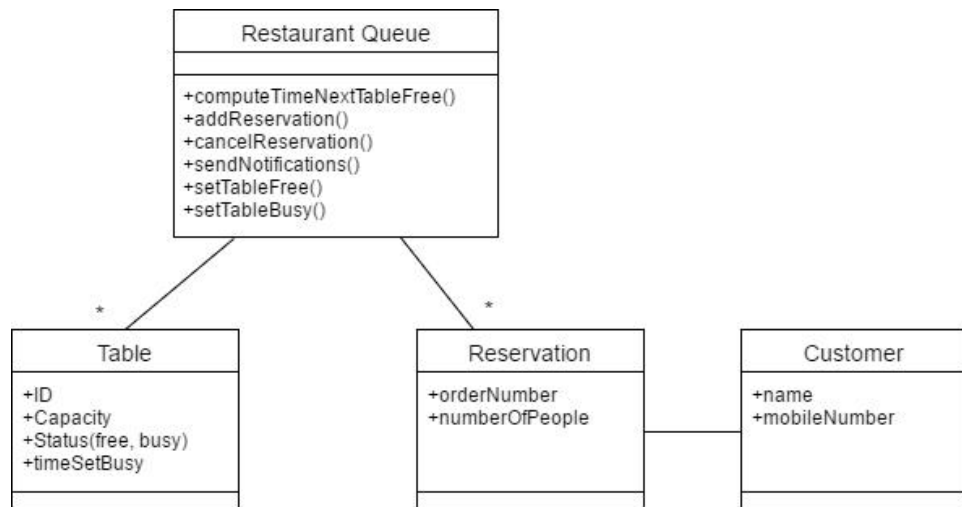 Restaurant Queue
+computeTimeNextTableFree()
+addReservation()
+cancelReservation()
+sendNotifications()
+setTableFree()
+setTableBusy()
*
*
Table
+ID
+Capacity
+Status(free, busy)
+timeSetBusy
Reservation
+orderNumber
+numberOfPeople
Customer
+name
+mobileNumber